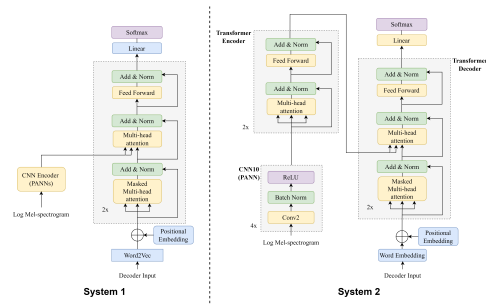 Softmax
Linear
Add & Norm
Feed Forward
Add & Norm
Multi-head
attention
CNN Encoder
(PANNs)
Log Mel-spectrogram
Add & Norm
Masked
Multi-head
attention
2x
Positional
Embedding
Word2Vec
Decoder Input
System 1
Transformer
Encoder
Add & Norm
Feed Forward
Add & Norm
Multi-head
attention
2x
CNN10
(PANN)
ReLU
Batch Norm
Conv2
4x
Log Mel-spectrogram
Softmax
Linear
Transformer
Decoder
Add & Norm
Feed Forward
Add & Norm
Multi-head
attention
Add & Norm
Masked
Multi-head
attention
2x
Positional
Embedding
Word Embedding
Decoder Input
System 2